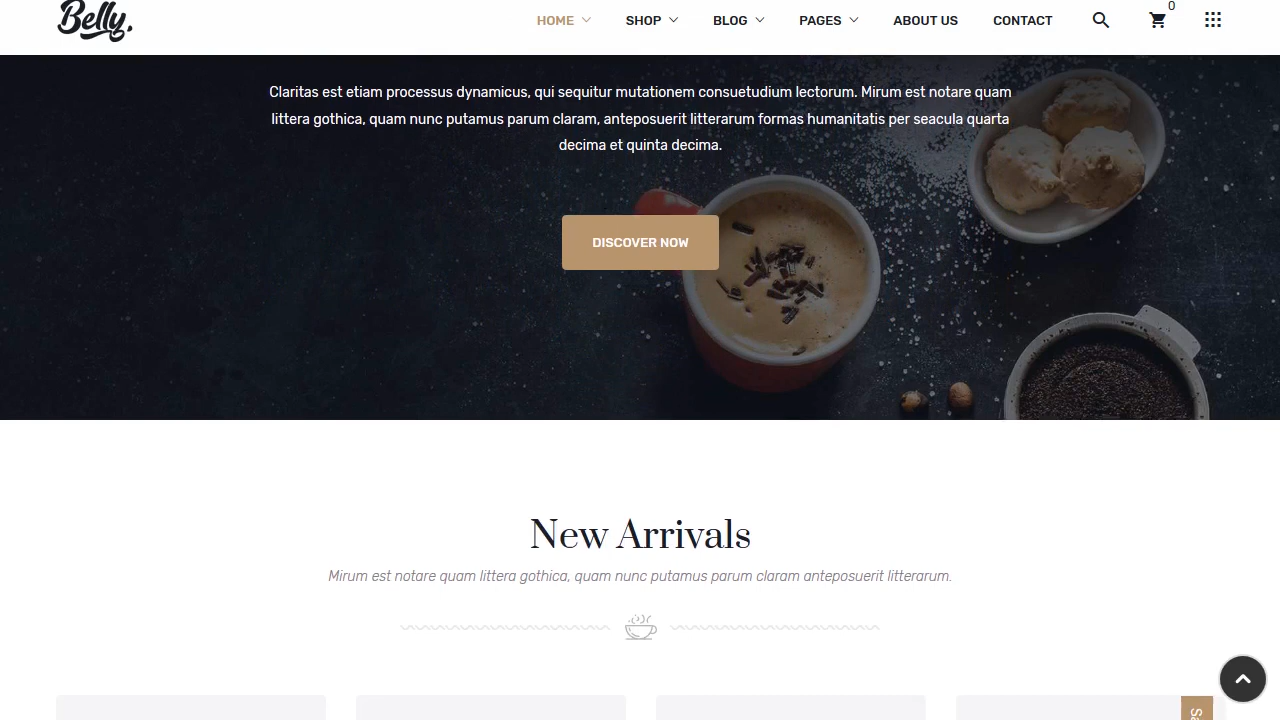 Belly.
HOME SHOP BLOG PAGES ABOUT US CONTACT 0
Claritas est etiam processus dynamicus, qui sequitur mutationem consuetudium lectorum. Mirum est notare quam
littera gothica, quam nunc putamus parum claram, anteposuerit litterarum formas humanitatis per seacula quarta
decima et quinta decima.
DISCOVER NOW
New Arrivals
Mirum est notare quam littera gothica, quam nunc putamus parum claram anteposuerit litterarum.